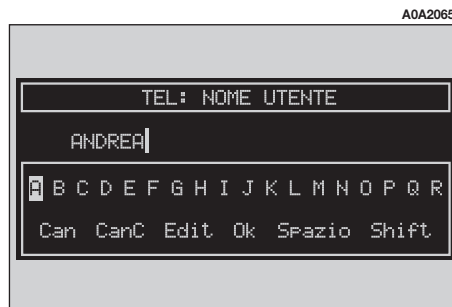 A0A2065
TEL: NOME UTENTE
ANDREA
A B C D E F G H I J K L M N O P Q R
Can CanC Edit Ok Spazio Shift